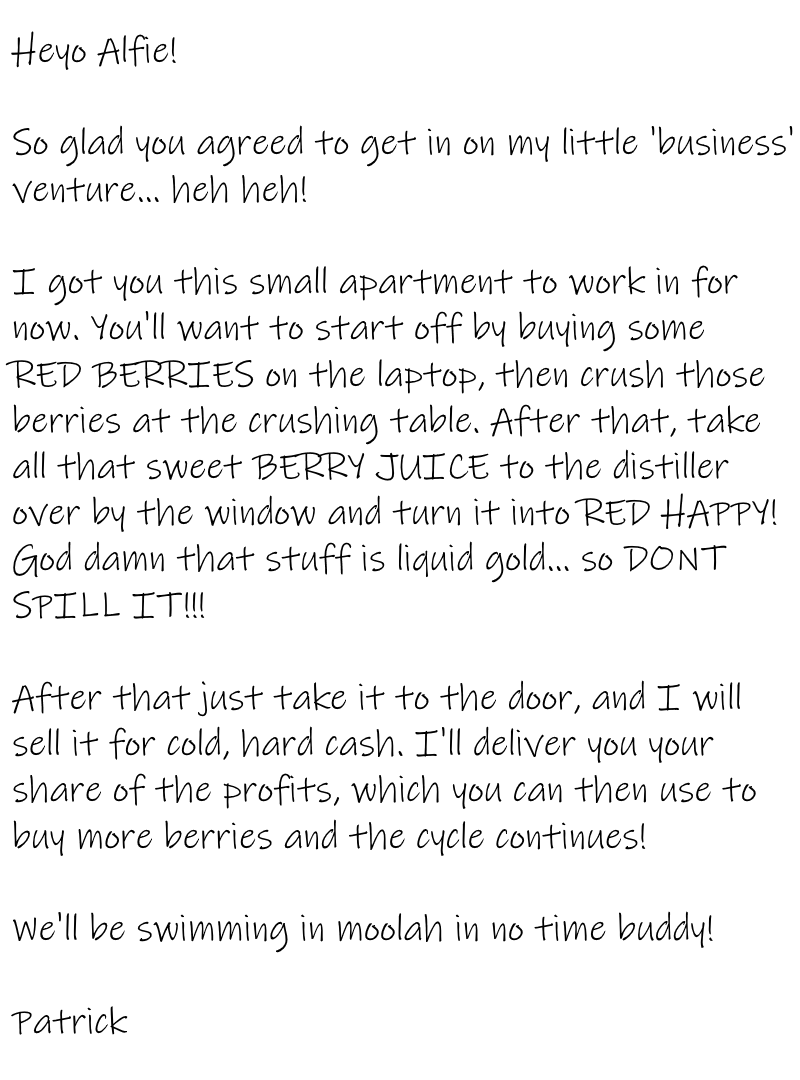 Heyo Alfie!
So glad you agreed to get in on my little 'business'
venture... heh heh!
I got you this small apartment to work in for
now. You'll want to start off by buying some
RED BERRIES on the laptop, then crush those
berries at the crushing table. After that, take
all that sweet BERRY JUICE to the distiller
over by the window and turn it into RED HAPPY!
God damn that stuff is liquid gold... so DONT
SPILL IT!!!
After that just take it to the door, and I will
sell it for cold, hard cash. I'll deliver you your
share of the profits, which you can then use to
buy more berries and the cycle continues!
We'll be swimming in moolah in no time buddy!
Patrick